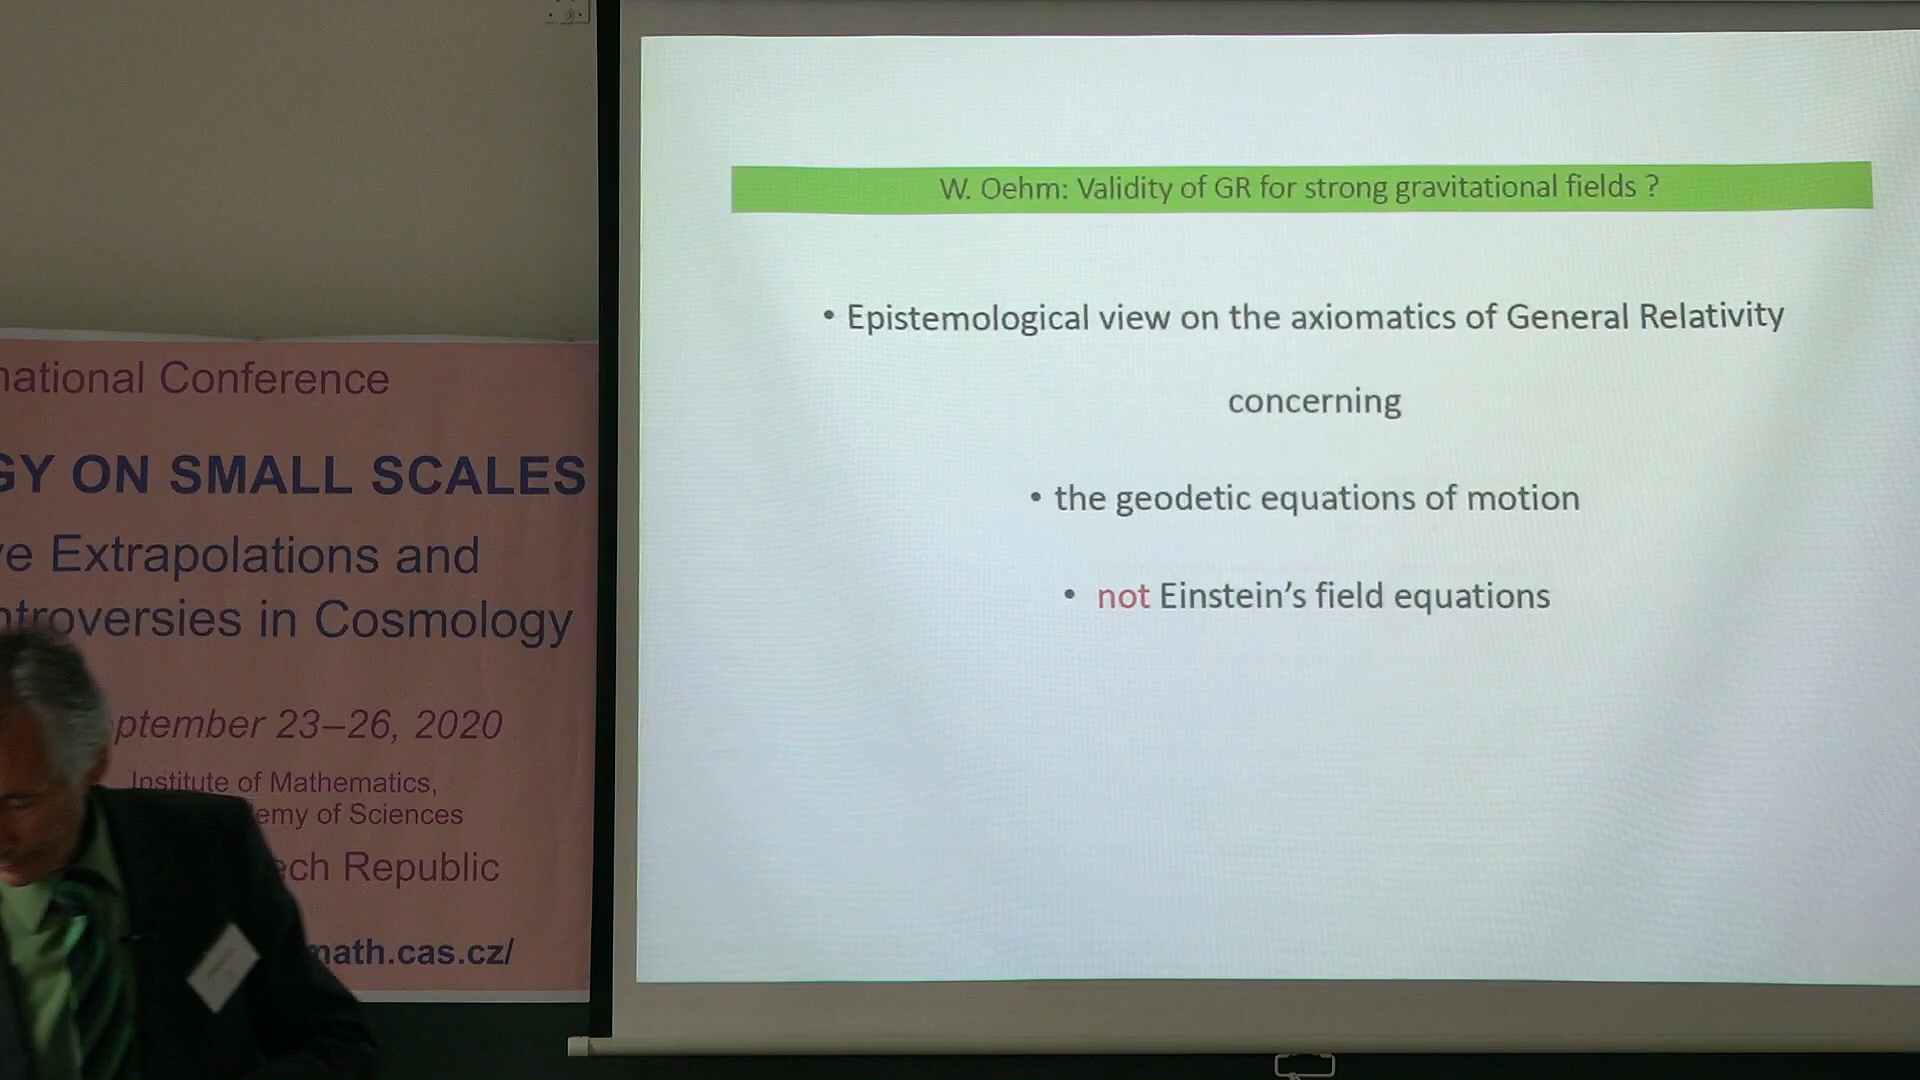 national Conference
GY ON SMALL SCALES
ve Extrapolations and
ntroversies in Cosmology
ptember 23–26, 2020
Institute of Mathematics,
emy of Sciences
ech Republic
math.cas.cz/
W. Oehm: Validity of GR for strong gravitational fields ?
• Epistemological view on the axiomatics of General Relativity
concerning
• the geodetic equations of motion
• not Einstein’s field equations